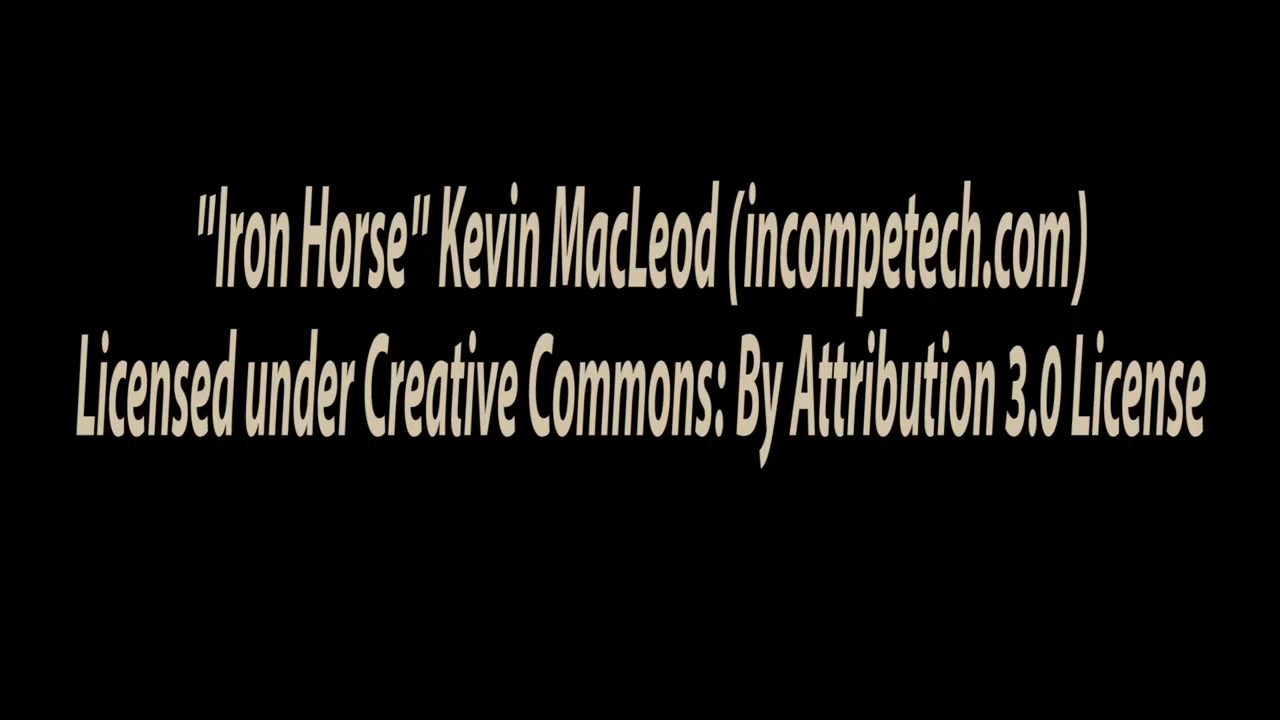 "Iron Horse" Kevin MacLeod (incompetech.com)
Licensed under Creative Commons: By Attribution 3.0 License